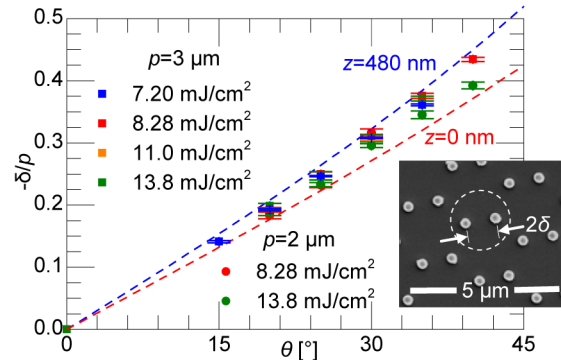 0.5
0.4
0.3
0.2
0.1
0.0
-δ/p
p=3 µm
7.20 mJ/cm²
8.28 mJ/cm²
11.0 mJ/cm²
13.8 mJ/cm²
z=480 nm
z=0 nm
p=2 µm
8.28 mJ/cm²
13.8 mJ/cm²
2δ
5 µm
0 15 30 45
θ [°]